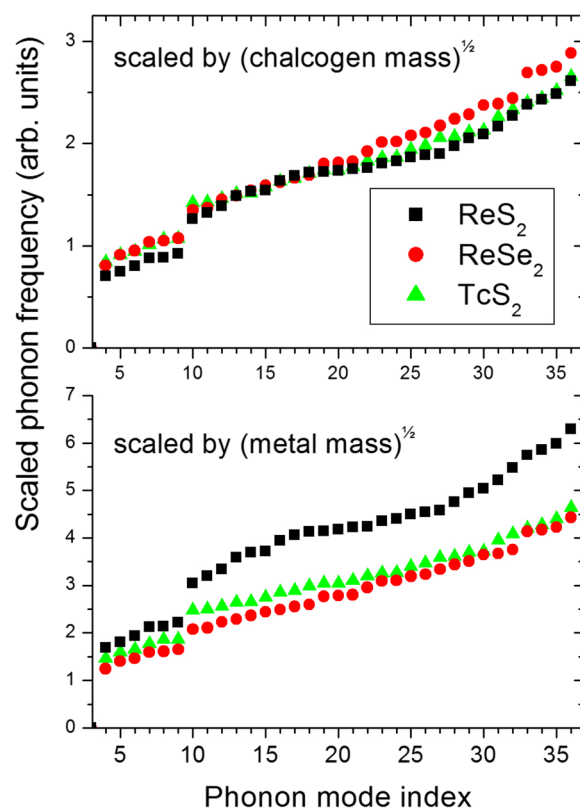 Scaled phonon frequency (arb. units)
3
scaled by (chalcogen mass)^½
2
ReS₂
ReSe₂
TcS₂
1
0
5 10 15 20 25 30 35
7
scaled by (metal mass)^½
6
5
4
3
2
1
0
5 10 15 20 25 30 35
Phonon mode index